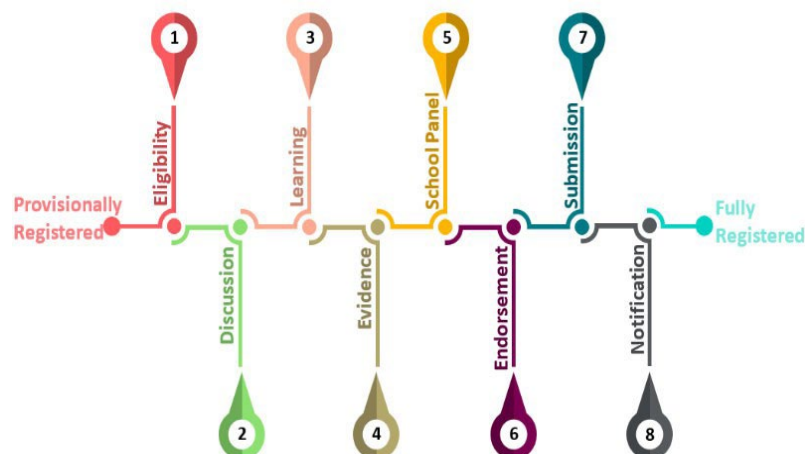 1
3
5
7
Eligibility
Learning
School Panel
Submission
Provisionally
Registered
Fully
Registered
Discussion
Evidence
Endorsement
Notification
2
4
6
8